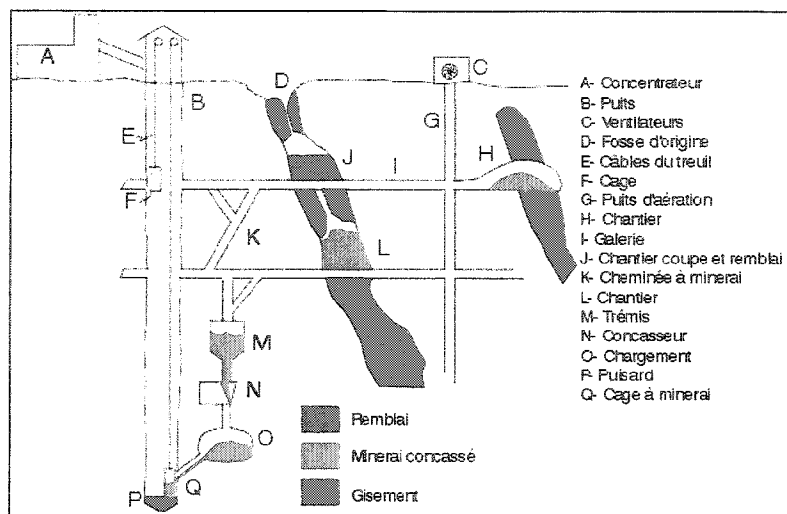 A
B
C
D
E
F
G
H
I
J
K
L
M
N
O
P
Q
A- Concentrateur
B- Puits
C- Ventilateurs
D- Fosse d'origine
E- Câbles du treuil
F- Cage
G- Puits d'aération
H- Chantier
I- Galerie
J- Chantier coupe et remblai
K- Cheminée à minerai
L- Chantier
M- Trémis
N- Concasseur
O- Chargement
P- Puisard
Q- Cage à minerai
Remblai
Minerai concassé
Gisement